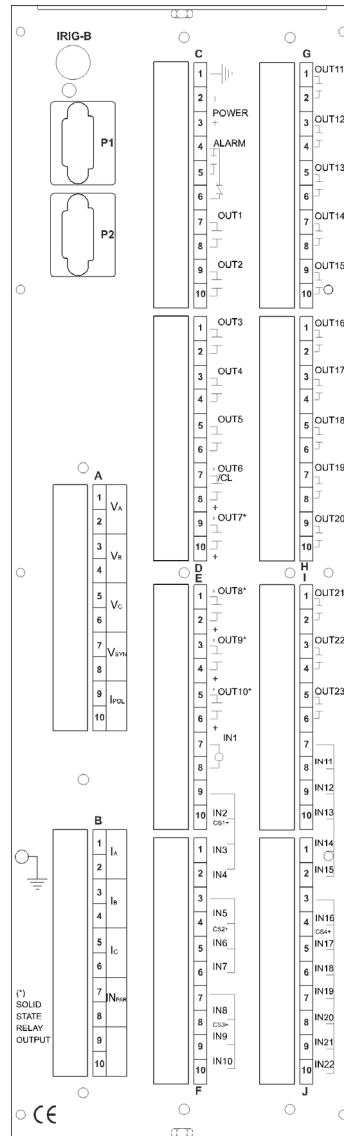 IRIG-B
P1
P2
C
1
2
3
4
5
6
7
8
9
10
-
POWER
+
ALARM
OUT1
OUT2
1
2
3
4
5
6
7
8
9
10
OUT3
OUT4
OUT5
OUT6
/CL
+
OUT7*
+
D
E
1
2
3
4
5
6
7
8
9
10
OUT8*
+
OUT9*
+
OUT10*
+
IN1
IN2
CS1+
1
2
3
4
5
6
7
8
9
10
IN3
IN4
IN5
CS2+
IN6
IN7
IN8
CS3+
IN9
IN10
F
G
1
2
3
4
5
6
7
8
9
10
OUT11
OUT12
OUT13
OUT14
OUT15
1
2
3
4
5
6
7
8
9
10
OUT16
OUT17
OUT18
OUT19
OUT20
H
I
1
2
3
4
5
6
7
8
9
10
OUT21
OUT22
OUT23
IN11
IN12
IN13
1
2
3
4
5
6
7
8
9
10
IN14
IN15
IN16
CS4+
IN17
IN18
IN19
IN20
IN21
IN22
J
A
1
2
3
4
5
6
7
8
9
10
VA
VB
VC
VSYN
IPOL
B
1
2
3
4
5
6
7
8
9
10
IA
IB
IC
INPAR
(*)
SOLID
STATE
RELAY
OUTPUT
CE